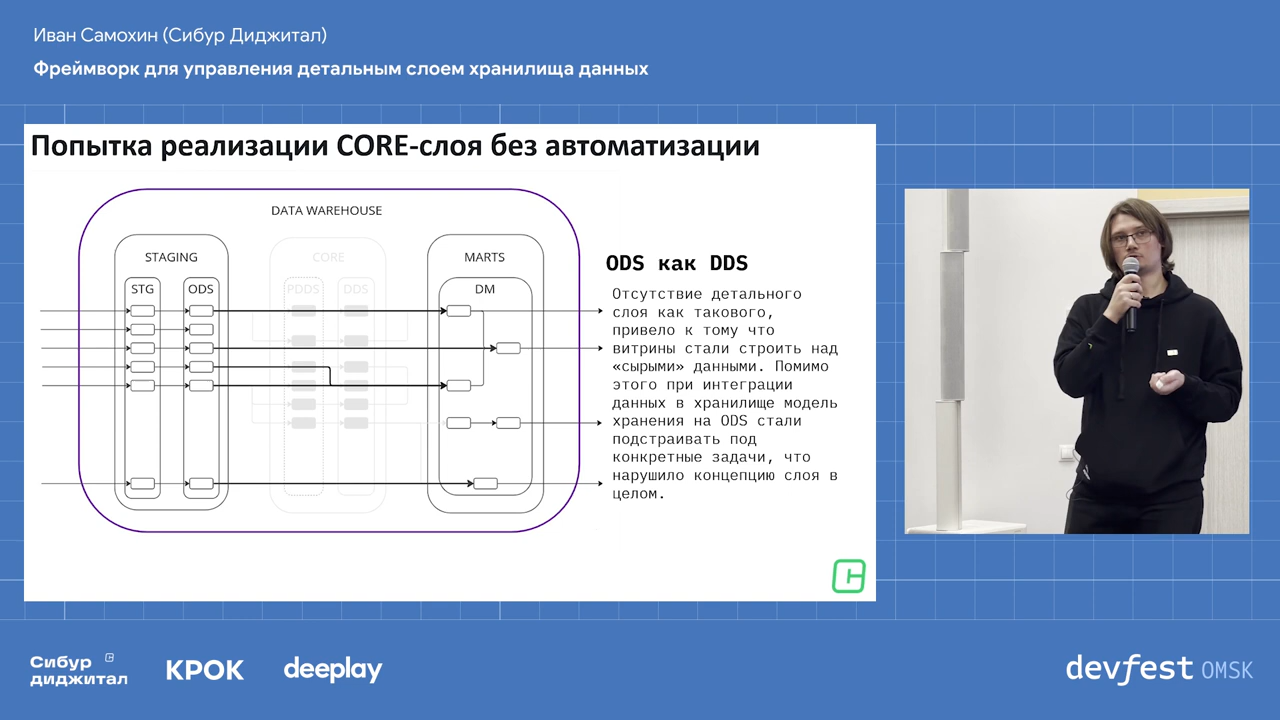 Иван Самохин (Сибур Диджитал)
Фреймворк для управления детальным слоем хранилища данных
Попытка реализации CORE-слоя без автоматизации
DATA WAREHOUSE
STAGING
CORE
MARTS
STG
ODS
PDDS
DDS
DM
ODS как DDS
Отсутствие детального
слоя как такового,
привело к тому что
витрины стали строить над
«сырыми» данными. Помимо
этого при интеграции
данных в хранилище модель
хранения на ODS стали
подстраивать под
конкретные задачи, что
нарушило концепцию слоя в
целом.
Сибур
диджитал
КРОК
deeplay
devfest OMSK